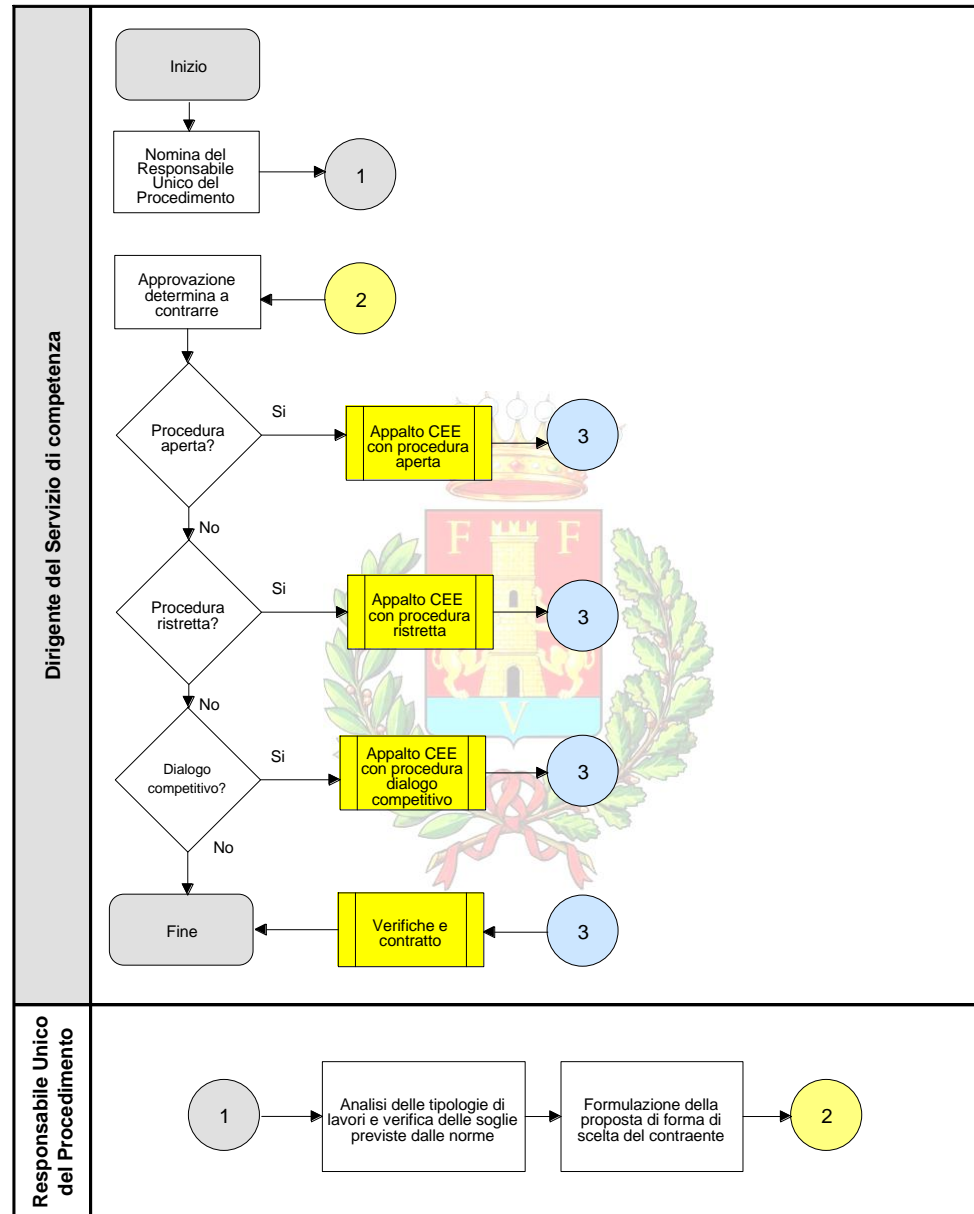 Dirigente del Servizio di competenza
Inizio
Nomina del
Responsabile
Unico del
Procedimento
1
Approvazione
determina a
contrarre
2
Procedura
aperta?
Si
Appalto CEE
con procedura
aperta
3
No
F F
Procedura
ristretta?
Si
Appalto CEE
con procedura
ristretta
3
No
V
Dialogo
competitivo?
Si
Appalto CEE
con procedura
dialogo
competitivo
3
No
Fine
Verifiche e
contratto
3
Responsabile Unico
del Procedimento
1
Analisi delle tipologie di
lavori e verifica delle soglie
previste dalle norme
Formulazione della
proposta di forma di
scelta del contraente
2